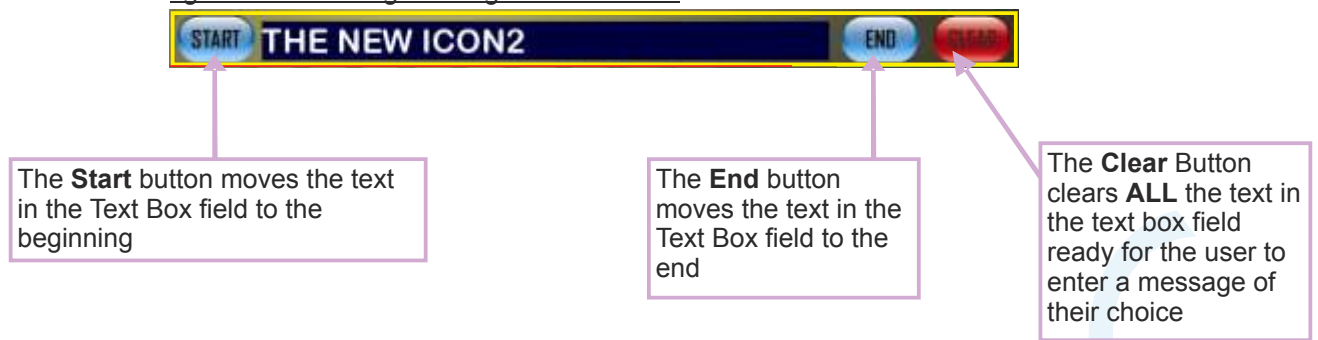 START THE NEW ICON2 END CLEAR
The Start button moves the text
in the Text Box field to the
beginning
The End button
moves the text in the
Text Box field to the
end
The Clear Button
clears ALL the text in
the text box field
ready for the user to
enter a message of
their choice